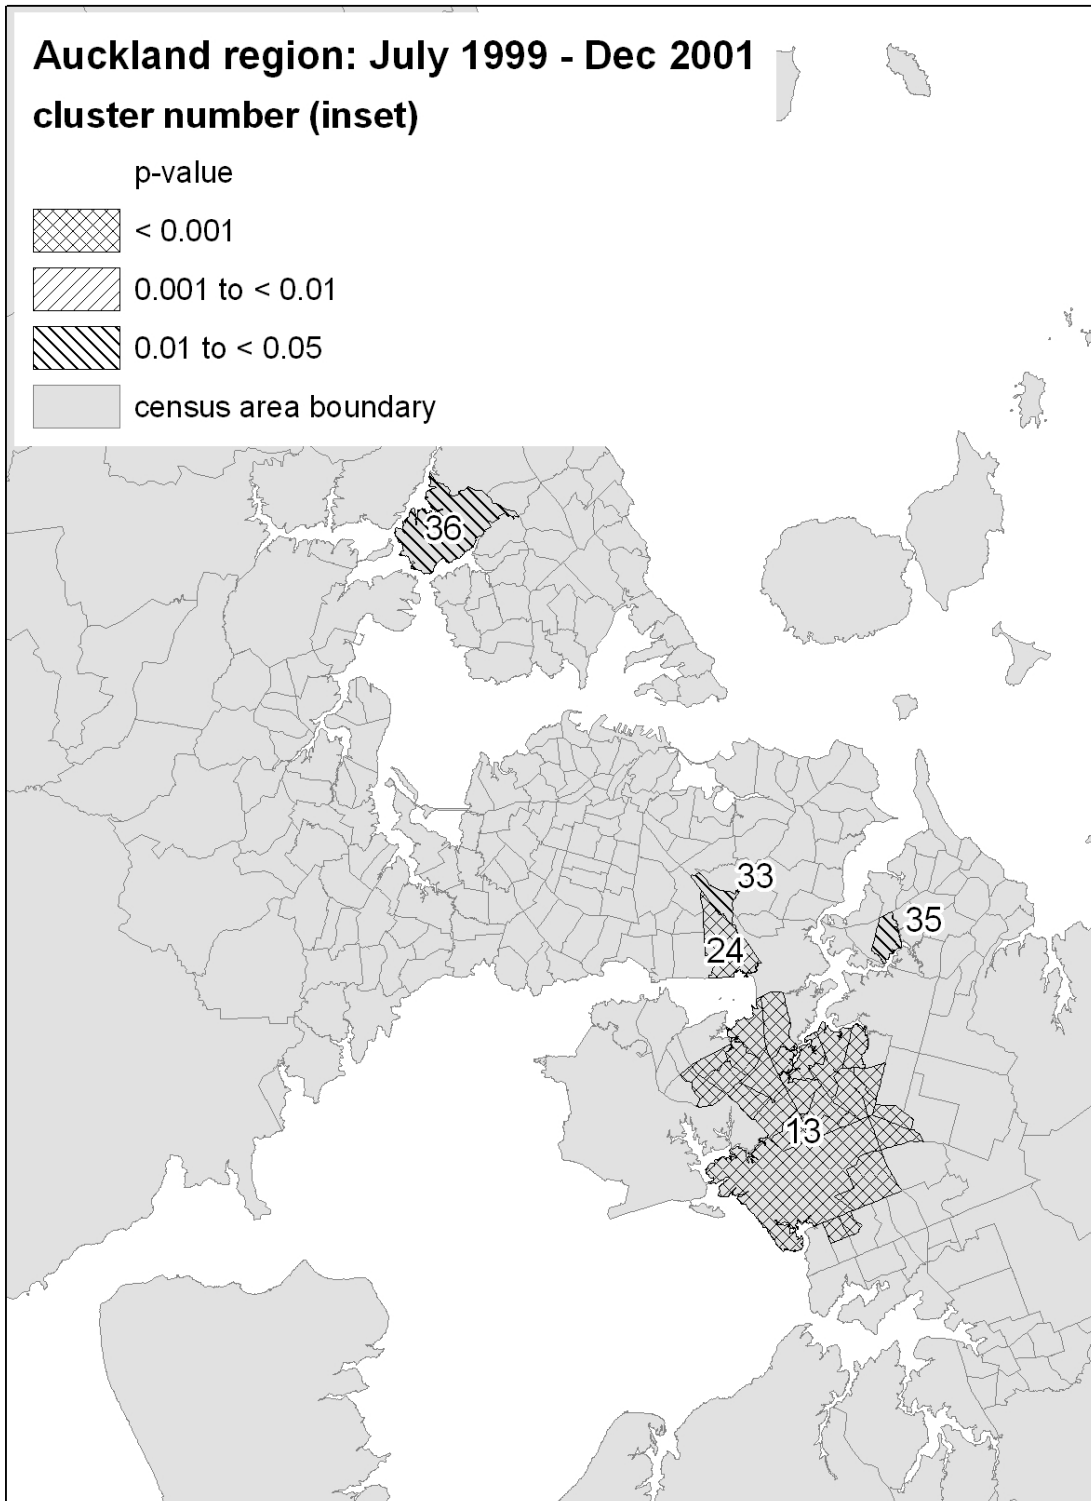 Auckland region: July 1999 - Dec 2001
cluster number (inset)
p-value
< 0.001
0.001 to < 0.01
0.01 to < 0.05
census area boundary
36
33
35
24
13